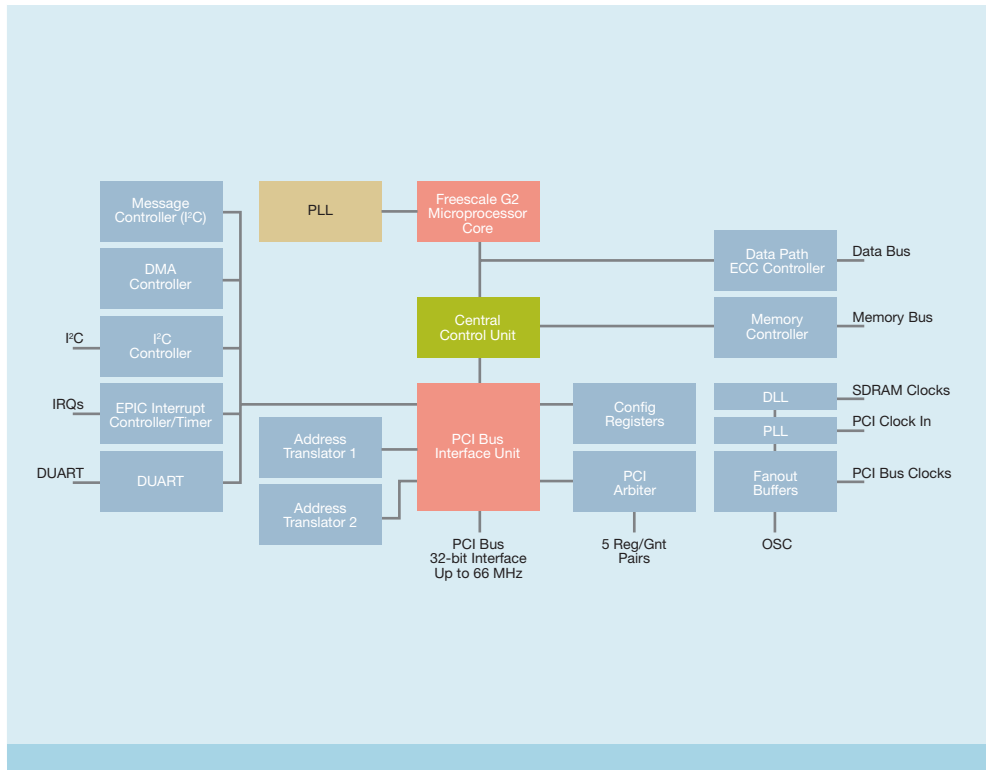 Message
Controller (I²C)
PLL
Freescale G2
Microprocessor
Core
DMA
Controller
Data Path
ECC Controller
Data Bus
I²C
I²C
Controller
Central
Control Unit
Memory
Controller
Memory Bus
IRQs
EPIC Interrupt
Controller/Timer
PCI Bus
Interface Unit
Config
Registers
DLL
SDRAM Clocks
PLL
PCI Clock In
Address
Translator 1
DUART
DUART
PCI
Arbiter
Fanout
Buffers
PCI Bus Clocks
Address
Translator 2
PCI Bus
32-bit Interface
Up to 66 MHz
5 Reg/Gnt
Pairs
OSC